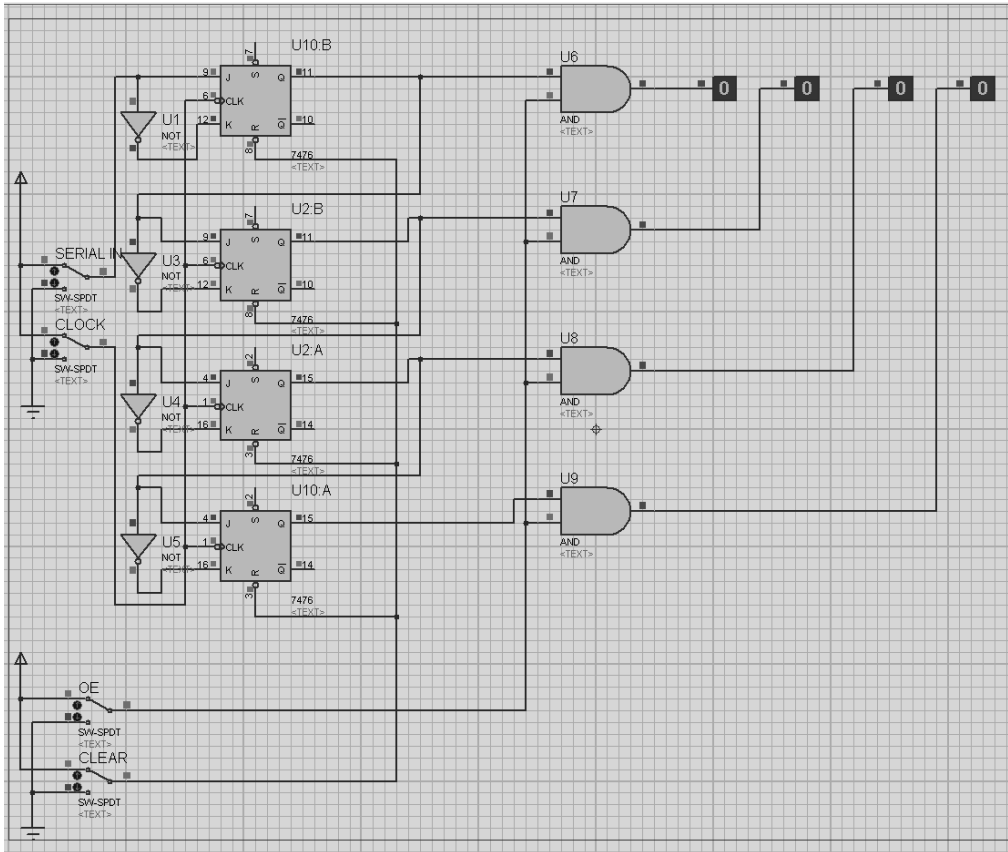 U10:B
7
9 J S Q 11
6 CLK
12 K R Q 10
8
7476
<TEXT>
U1
NOT
<TEXT>
U6
AND
<TEXT>
0 0 0 0
U2:B
7
9 J S Q 11
6 CLK
12 K R Q 10
8
7476
<TEXT>
U3
NOT
<TEXT>
U7
AND
<TEXT>
SERIAL IN
SW-SPDT
<TEXT>
CLOCK
SW-SPDT
<TEXT>
U2:A
2
4 J S Q 15
1 CLK
16 K R Q 14
3
7476
<TEXT>
U4
NOT
<TEXT>
U8
AND
<TEXT>
U10:A
2
4 J S Q 15
1 CLK
16 K R Q 14
3
7476
<TEXT>
U5
NOT
<TEXT>
U9
AND
<TEXT>
OE
SW-SPDT
<TEXT>
CLEAR
SW-SPDT
<TEXT>